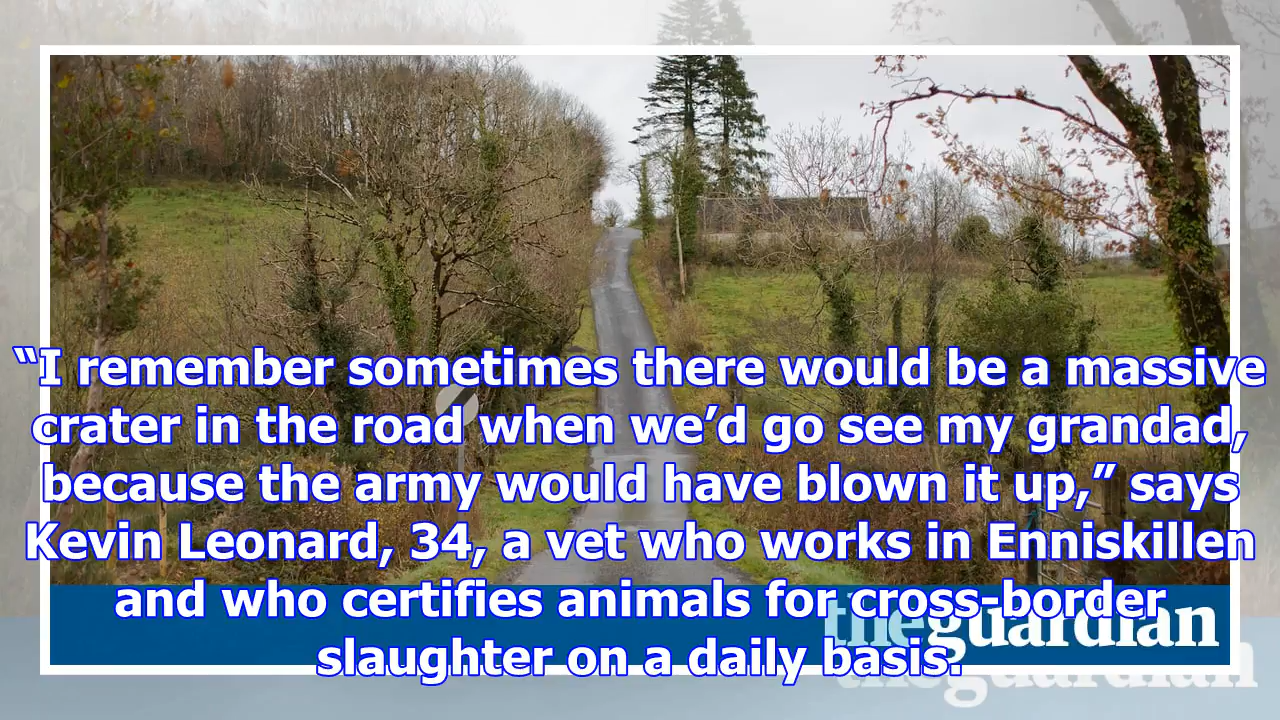 “I remember sometimes there would be a massive
crater in the road when we’d go see my grandad,
because the army would have blown it up,” says
Kevin Leonard, 34, a vet who works in Enniskillen
and who certifies animals for cross-border
theguardian
slaughter on a daily basis.
theguardian